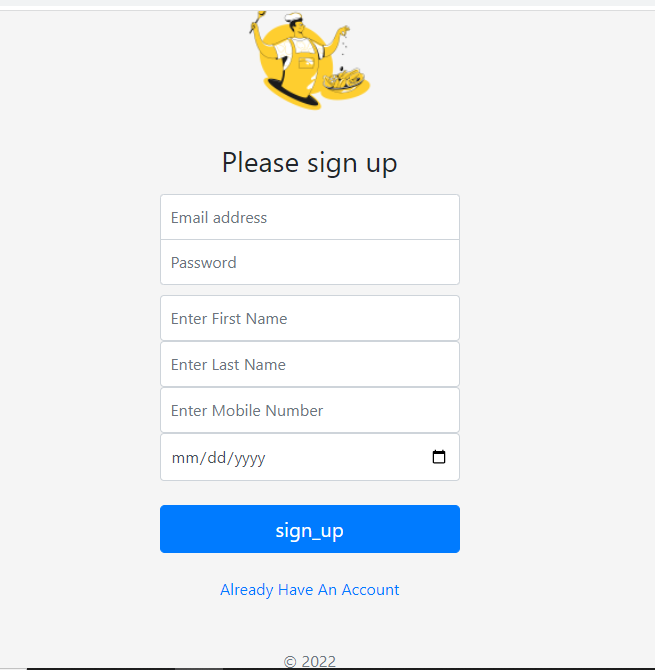 Please sign up
Email address
Password
Enter First Name
Enter Last Name
Enter Mobile Number
mm/dd/yyyy
sign_up
Already Have An Account
© 2022